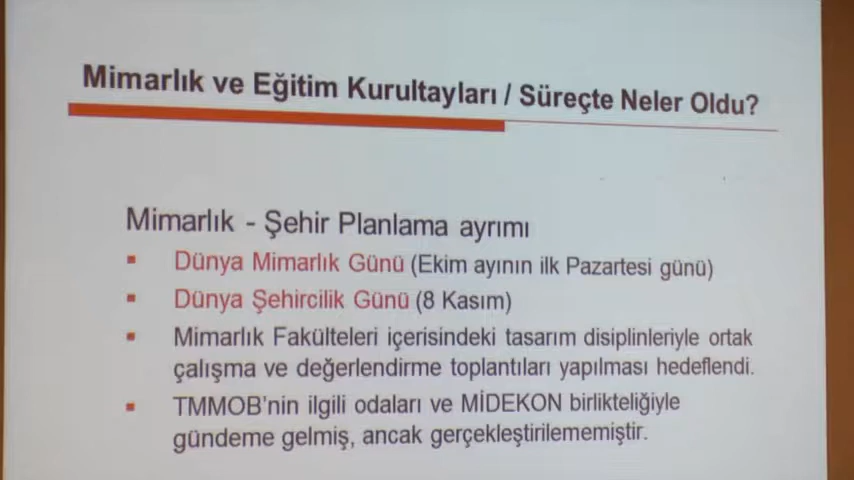 Mimarlık ve Eğitim Kurultayları / Süreçte Neler Oldu?
Mimarlık - Şehir Planlama ayrımı
Dünya Mimarlık Günü (Ekim ayının ilk Pazartesi günü)
Dünya Şehircilik Günü (8 Kasım)
Mimarlık Fakülteleri içerisindeki tasarım disiplinleriyle ortak
çalışma ve değerlendirme toplantıları yapılması hedeflendi.
TMMOB'nin ilgili odaları ve MİDEKON birlikteliğiyle
gündeme gelmiş, ancak gerçekleştirilememiştir.